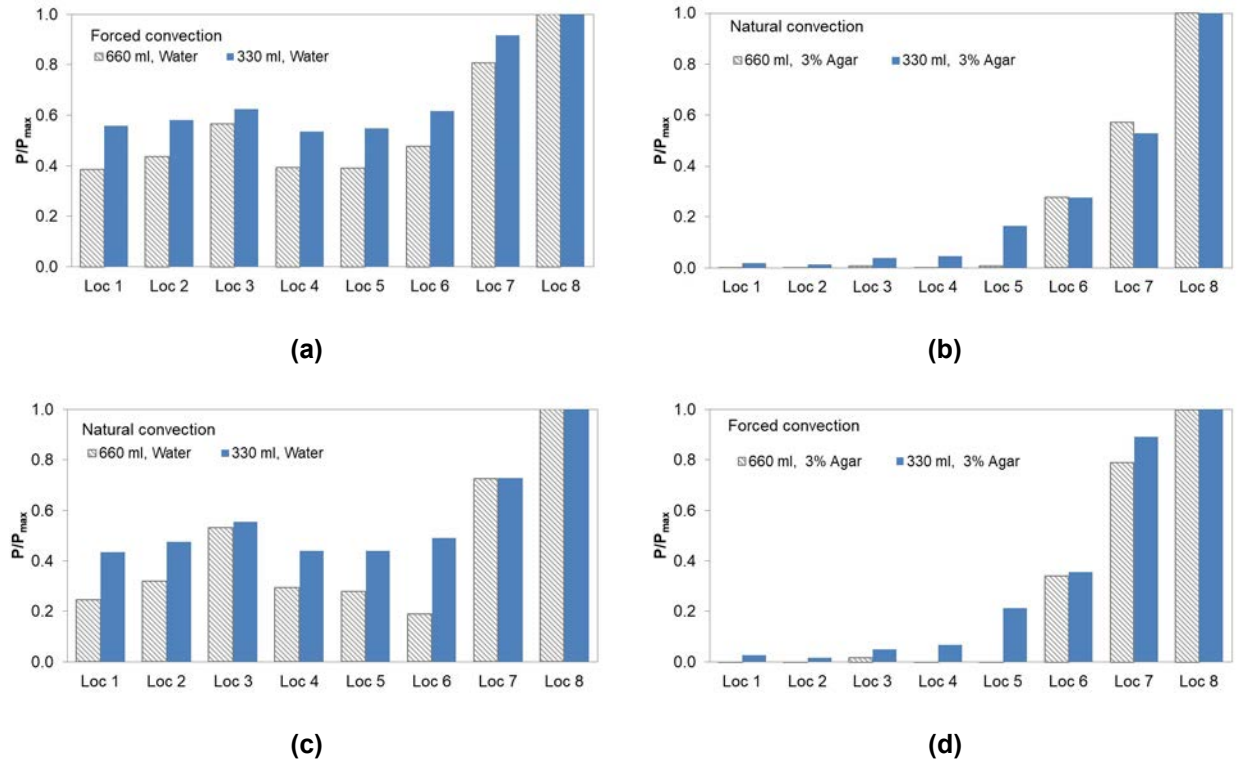 Forced convection
660 ml, Water 330 ml, Water
P/Pmax
1.0
0.8
0.6
0.4
0.2
0.0
Loc 1 Loc 2 Loc 3 Loc 4 Loc 5 Loc 6 Loc 7 Loc 8
(a)
Natural convection
660 ml, 3% Agar 330 ml, 3% Agar
P/Pmax
1.0
0.8
0.6
0.4
0.2
0.0
Loc 1 Loc 2 Loc 3 Loc 4 Loc 5 Loc 6 Loc 7 Loc 8
(b)
Natural convection
660 ml, Water 330 ml, Water
P/Pmax
1.0
0.8
0.6
0.4
0.2
0.0
Loc 1 Loc 2 Loc 3 Loc 4 Loc 5 Loc 6 Loc 7 Loc 8
(c)
Forced convection
660 ml, 3% Agar 330 ml, 3% Agar
P/Pmax
1.0
0.8
0.6
0.4
0.2
0.0
Loc 1 Loc 2 Loc 3 Loc 4 Loc 5 Loc 6 Loc 7 Loc 8
(d)